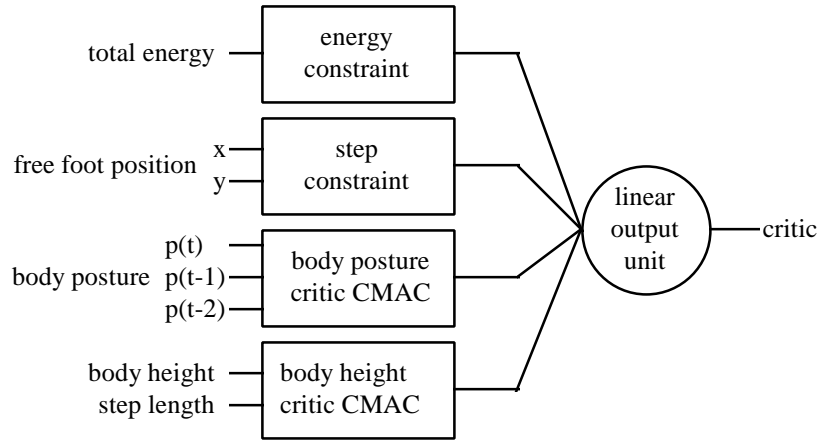 total energy
energy
constraint
free foot position
x
y
step
constraint
body posture
p(t)
p(t-1)
p(t-2)
body posture
critic CMAC
body height
step length
body height
critic CMAC
linear
output
unit
critic